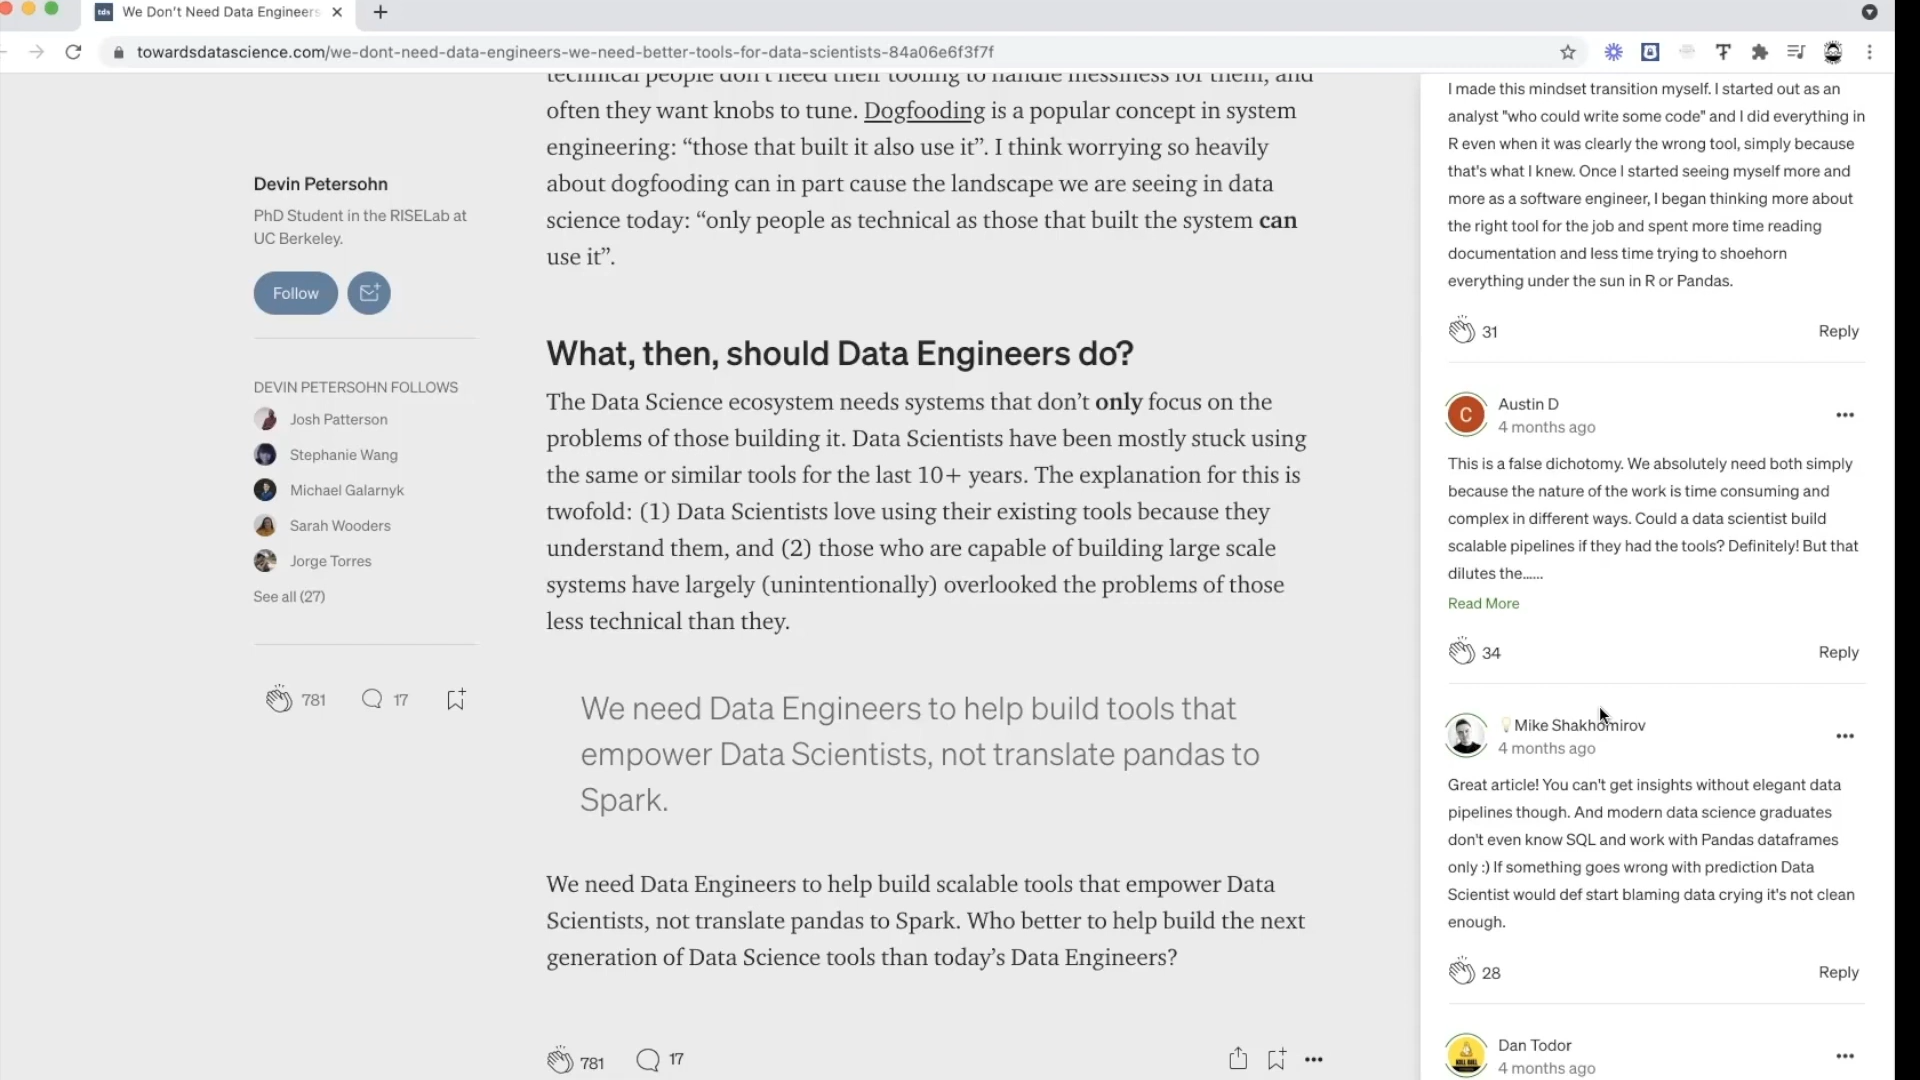 tds We Don't Need Data Engineers
towardsdatascience.com/we-dont-need-data-engineers-we-need-better-tools-for-data-scientists-84a06e6f3f7f
Devin Petersohn
PhD Student in the RISELab at
UC Berkeley.
Follow
DEVIN PETERSOHN FOLLOWS
Josh Patterson
Stephanie Wang
Michael Galarnyk
Sarah Wooders
Jorge Torres
See all (27)
781 17
technical people don't need their tooling to handle messiness for them, and
often they want knobs to tune. Dogfooding is a popular concept in system
engineering: “those that built it also use it”. I think worrying so heavily
about dogfooding can in part cause the landscape we are seeing in data
science today: “only people as technical as those that built the system can
use it”.
What, then, should Data Engineers do?
The Data Science ecosystem needs systems that don’t only focus on the
problems of those building it. Data Scientists have been mostly stuck using
the same or similar tools for the last 10+ years. The explanation for this is
twofold: (1) Data Scientists love using their existing tools because they
understand them, and (2) those who are capable of building large scale
systems have largely (unintentionally) overlooked the problems of those
less technical than they.
We need Data Engineers to help build tools that
empower Data Scientists, not translate pandas to
Spark.
We need Data Engineers to help build scalable tools that empower Data
Scientists, not translate pandas to Spark. Who better to help build the next
generation of Data Science tools than today’s Data Engineers?
781 17
I made this mindset transition myself. I started out as an
analyst "who could write some code" and I did everything in
R even when it was clearly the wrong tool, simply because
that's what I knew. Once I started seeing myself more and
more as a software engineer, I began thinking more about
the right tool for the job and spent more time reading
documentation and less time trying to shoehorn
everything under the sun in R or Pandas.
31 Reply
C
Austin D
4 months ago
This is a false dichotomy. We absolutely need both simply
because the nature of the work is time consuming and
complex in different ways. Could a data scientist build
scalable pipelines if they had the tools? Definitely! But that
dilutes the......
Read More
34 Reply
Mike Shakhomirov
4 months ago
Great article! You can't get insights without elegant data
pipelines though. And modern data science graduates
don't even know SQL and work with Pandas dataframes
only :) If something goes wrong with prediction Data
Scientist would def start blaming data crying it's not clean
enough.
28 Reply
Dan Todor
4 months ago